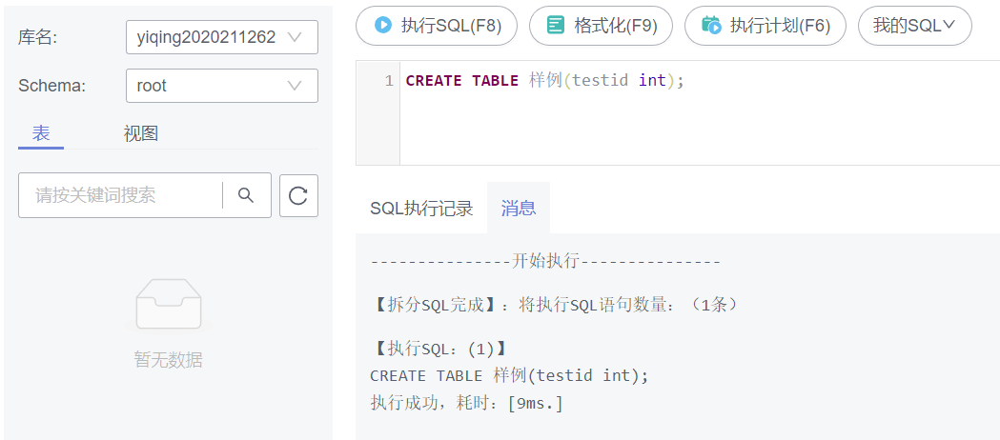 库名:
yiqing2020211262
Schema:
root
表
视图
请按关键词搜索
暂无数据
执行SQL(F8)
格式化(F9)
执行计划(F6)
我的SQL
1
CREATE TABLE 样例(testid int);
SQL执行记录
消息
---------------开始执行---------------
【拆分SQL完成】：将执行SQL语句数量：（1条）
【执行SQL：(1)】
CREATE TABLE 样例(testid int);
执行成功，耗时：[9ms.]